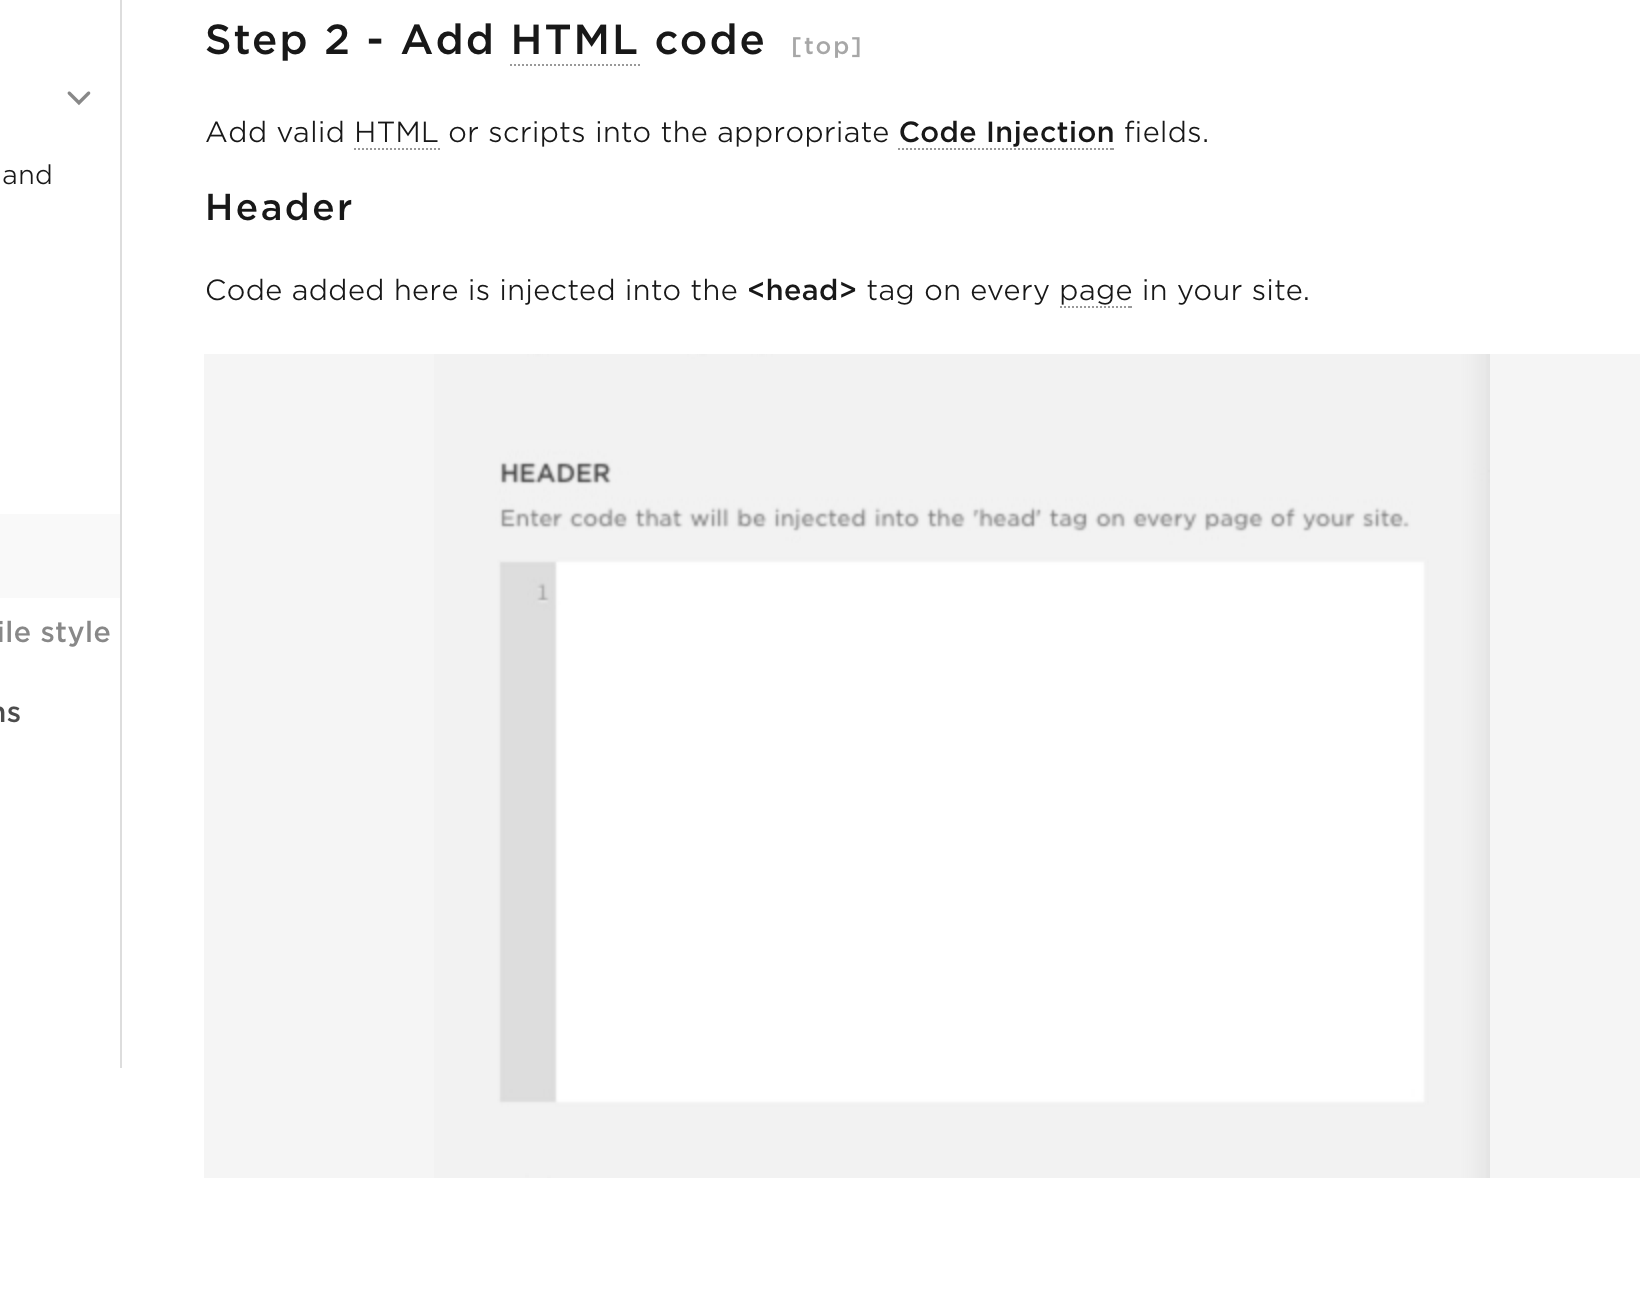 Step 2 - Add HTML code [top]
Add valid HTML or scripts into the appropriate Code Injection fields.
and
Header
Code added here is injected into the <head> tag on every page in your site.
HEADER
Enter code that will be injected into the 'head' tag on every page of your site.
1
ile style
ns